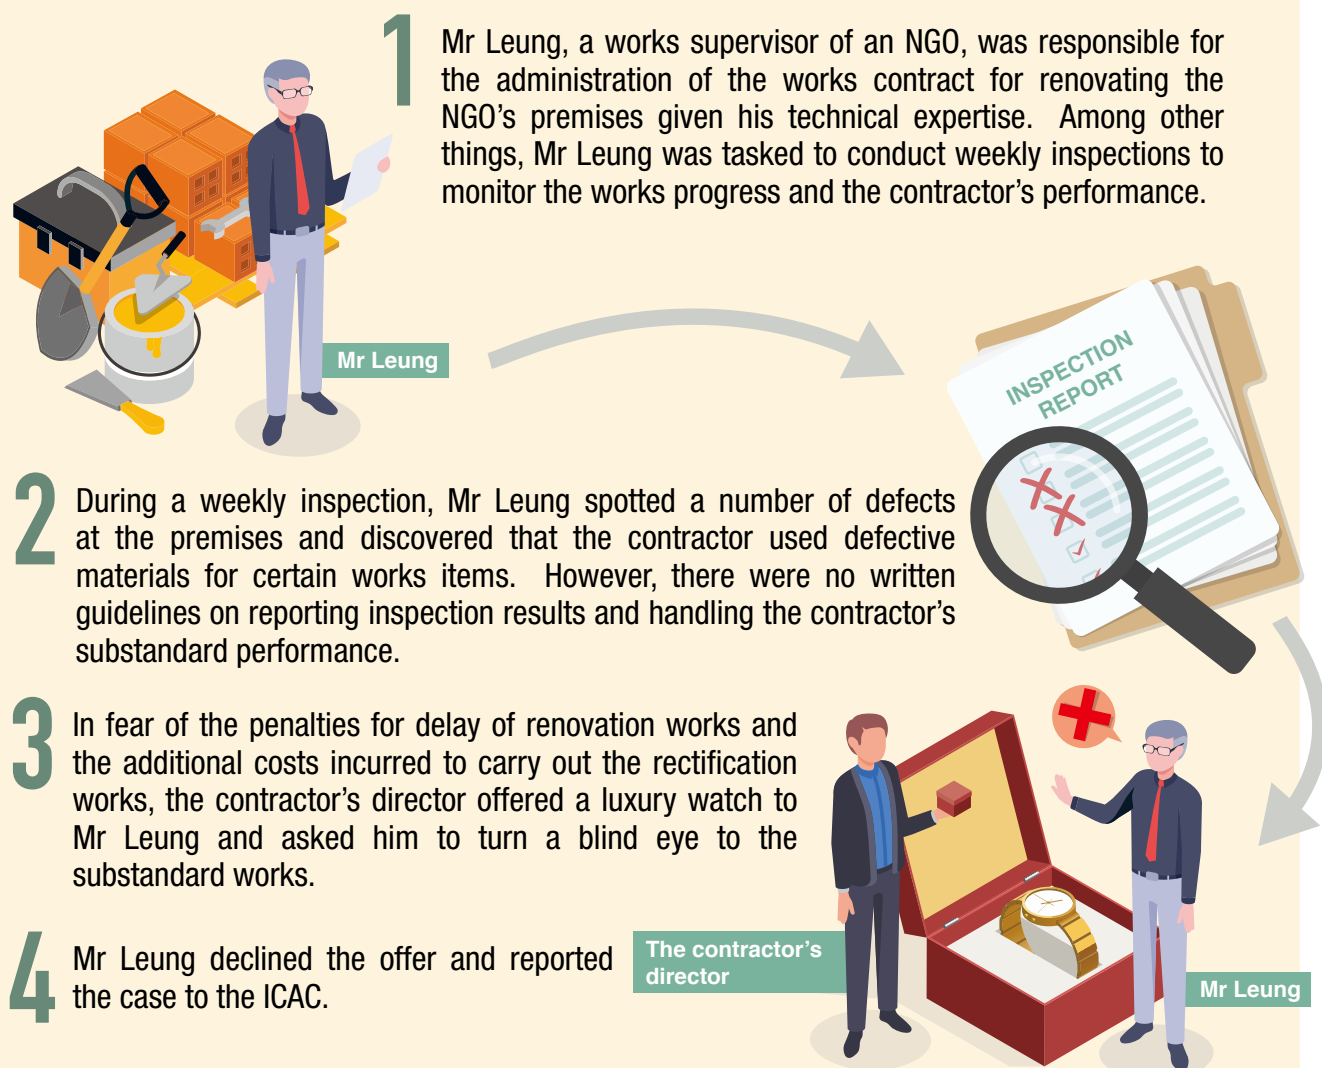 1
Mr Leung, a works supervisor of an NGO, was responsible for
the administration of the works contract for renovating the
NGO's premises given his technical expertise. Among other
things, Mr Leung was tasked to conduct weekly inspections to
monitor the works progress and the contractor's performance.
Mr Leung
INSPECTION
REPORT
2
During a weekly inspection, Mr Leung spotted a number of defects
at the premises and discovered that the contractor used defective
materials for certain works items. However, there were no written
guidelines on reporting inspection results and handling the contractor's
substandard performance.
3
In fear of the penalties for delay of renovation works and
the additional costs incurred to carry out the rectification
works, the contractor's director offered a luxury watch to
Mr Leung and asked him to turn a blind eye to the
substandard works.
4
Mr Leung declined the offer and reported
the case to the ICAC.
The contractor's
director
Mr Leung